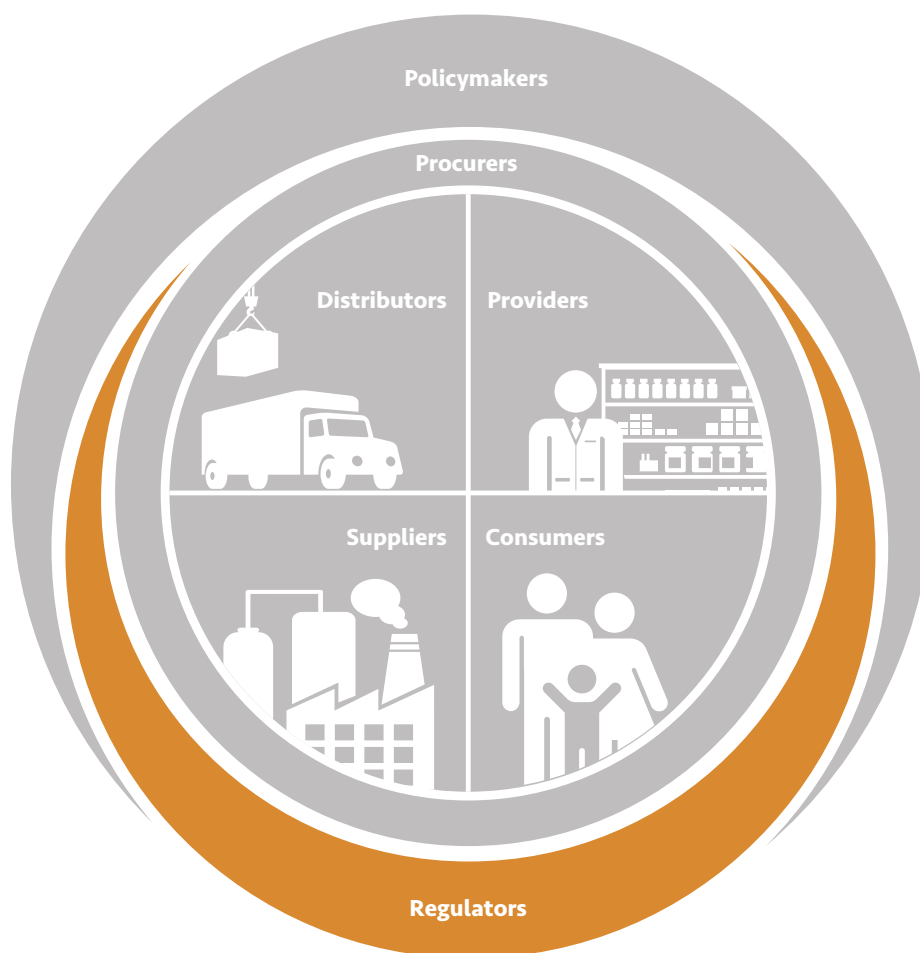 Policymakers
Procurers
Distributors
Providers
Suppliers
Consumers
Regulators